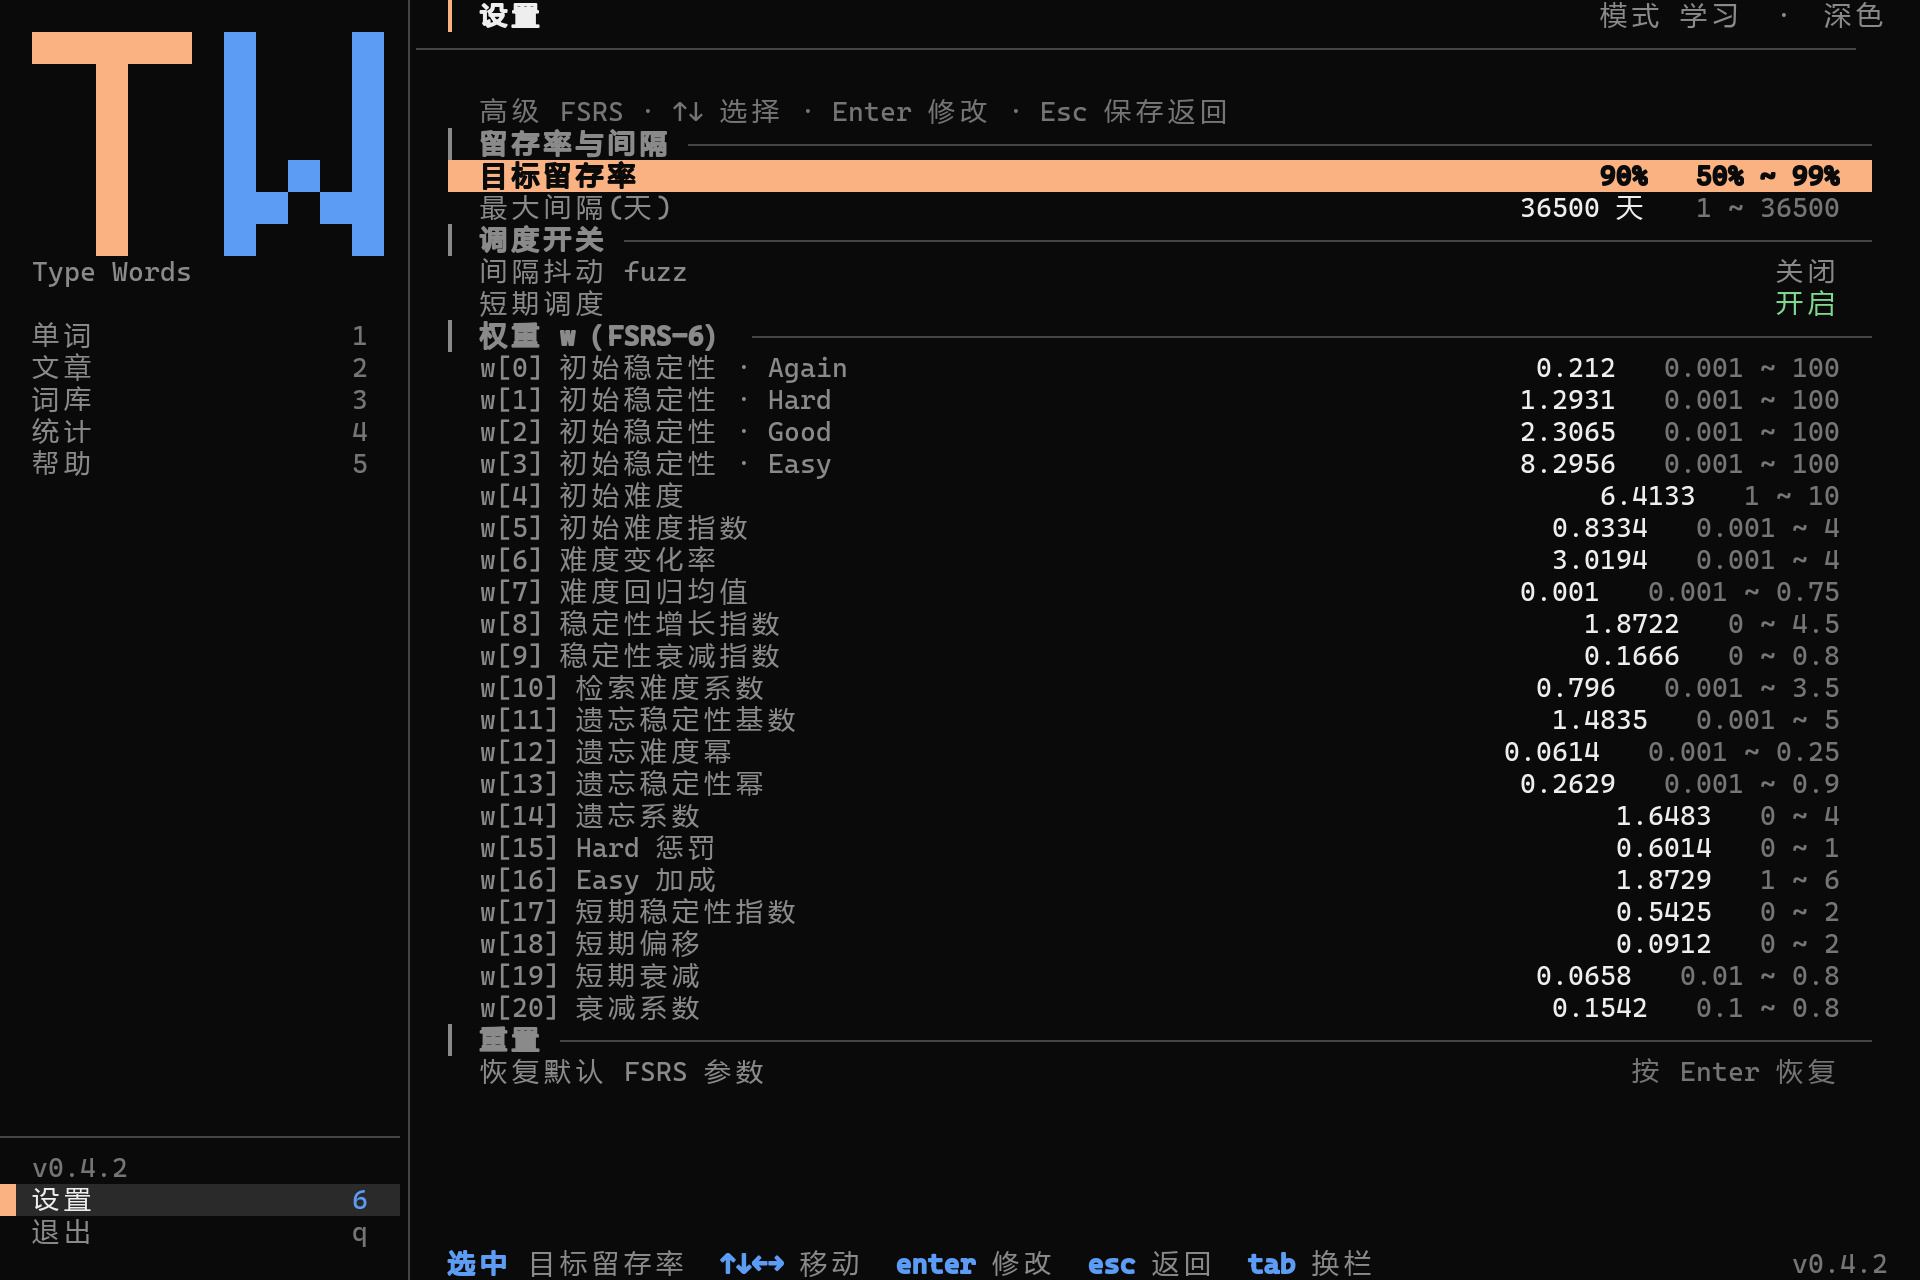 TW
Type Words
单词 1
文章 2
词库 3
统计 4
帮助 5
v0.4.2
设置 6
退出 q
设置 模式 学习 · 深色
高级 FSRS · ↑↓ 选择 · Enter 修改 · Esc 保存返回
留存率与间隔
目标留存率 90% 50% ~ 99%
最大间隔(天) 36500 天 1 ~ 36500
调度开关
间隔抖动 fuzz 关闭
短期调度 开启
权重 w (FSRS-6)
w[0] 初始稳定性 · Again 0.212 0.001 ~ 100
w[1] 初始稳定性 · Hard 1.2931 0.001 ~ 100
w[2] 初始稳定性 · Good 2.3065 0.001 ~ 100
w[3] 初始稳定性 · Easy 8.2956 0.001 ~ 100
w[4] 初始难度 6.4133 1 ~ 10
w[5] 初始难度指数 0.8334 0.001 ~ 4
w[6] 难度变化率 3.0194 0.001 ~ 4
w[7] 难度回归均值 0.001 0.001 ~ 0.75
w[8] 稳定性增长指数 1.8722 0 ~ 4.5
w[9] 稳定性衰减指数 0.1666 0 ~ 0.8
w[10] 检索难度系数 0.796 0.001 ~ 3.5
w[11] 遗忘稳定性基数 1.4835 0.001 ~ 5
w[12] 遗忘难度幂 0.0614 0.001 ~ 0.25
w[13] 遗忘稳定性幂 0.2629 0.001 ~ 0.9
w[14] 遗忘系数 1.6483 0 ~ 4
w[15] Hard 惩罚 0.6014 0 ~ 1
w[16] Easy 加成 1.8729 1 ~ 6
w[17] 短期稳定性指数 0.5425 0 ~ 2
w[18] 短期偏移 0.0912 0 ~ 2
w[19] 短期衰减 0.0658 0.01 ~ 0.8
w[20] 衰减系数 0.1542 0.1 ~ 0.8
重置
恢复默认 FSRS 参数 按 Enter 恢复
选中 目标留存率 ↑↓←→ 移动 enter 修改 esc 返回 tab 换栏 v0.4.2